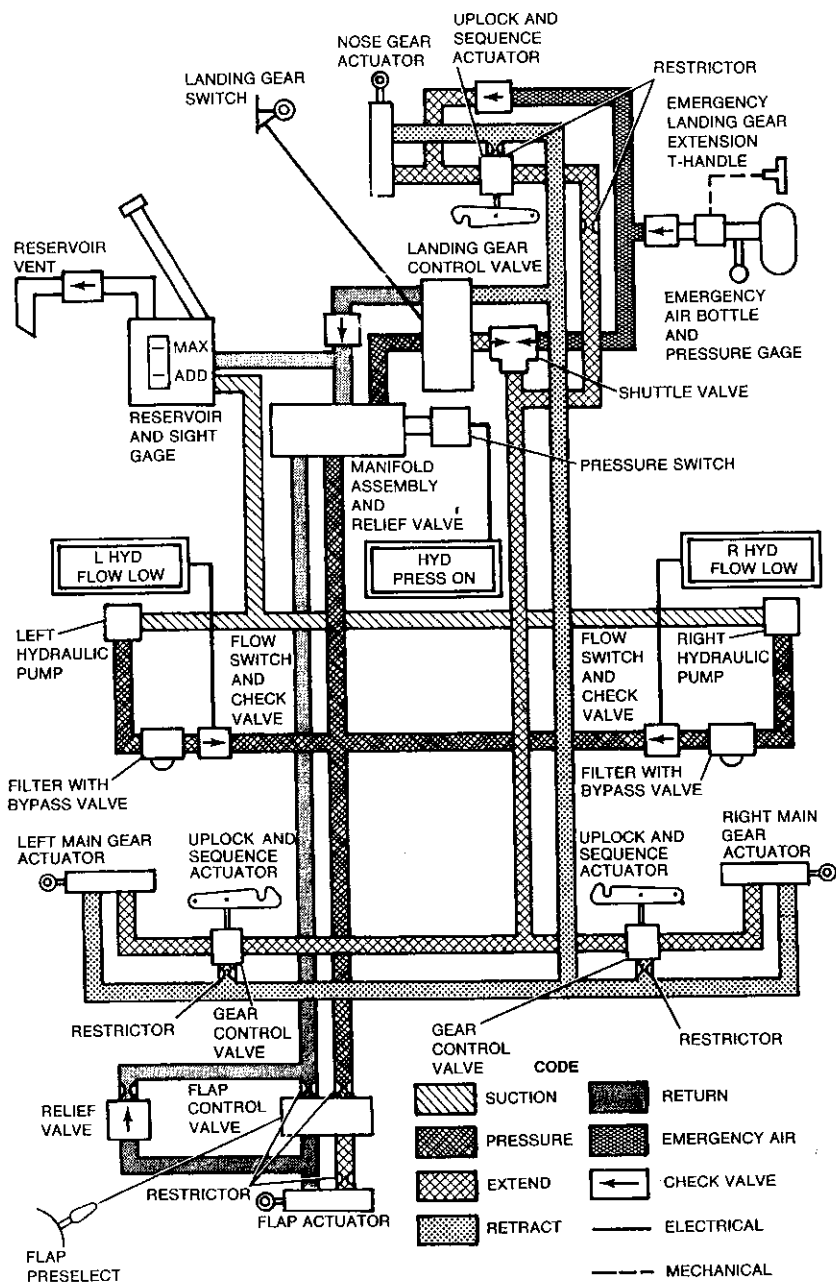 UPLOCK AND
SEQUENCE
ACTUATOR
NOSE GEAR
ACTUATOR
RESTRICTOR
LANDING GEAR
SWITCH
EMERGENCY
LANDING GEAR
EXTENSION
T-HANDLE
RESERVOIR
VENT
LANDING GEAR
CONTROL VALVE
EMERGENCY
AIR BOTTLE
AND
PRESSURE GAGE
MAX
ADD
RESERVOIR
AND SIGHT
GAGE
SHUTTLE VALVE
PRESSURE SWITCH
MANIFOLD
ASSEMBLY
AND
RELIEF VALVE
L HYD
FLOW LOW
HYD
PRESS ON
R HYD
FLOW LOW
LEFT
HYDRAULIC
PUMP
FLOW
SWITCH
AND
CHECK
VALVE
FLOW
SWITCH
AND
CHECK
VALVE
RIGHT
HYDRAULIC
PUMP
FILTER WITH
BYPASS VALVE
FILTER WITH
BYPASS VALVE
LEFT MAIN GEAR
ACTUATOR
UPLOCK AND
SEQUENCE
ACTUATOR
UPLOCK AND
SEQUENCE
ACTUATOR
RIGHT MAIN
GEAR
ACTUATOR
RESTRICTOR
GEAR
CONTROL
VALVE
GEAR
CONTROL
VALVE
RESTRICTOR
RELIEF
VALVE
FLAP
CONTROL
VALVE
RESTRICTOR
FLAP ACTUATOR
FLAP
PRESELECT
CODE
SUCTION
RETURN
PRESSURE
EMERGENCY AIR
EXTEND
CHECK VALVE
RETRACT
ELECTRICAL
MECHANICAL